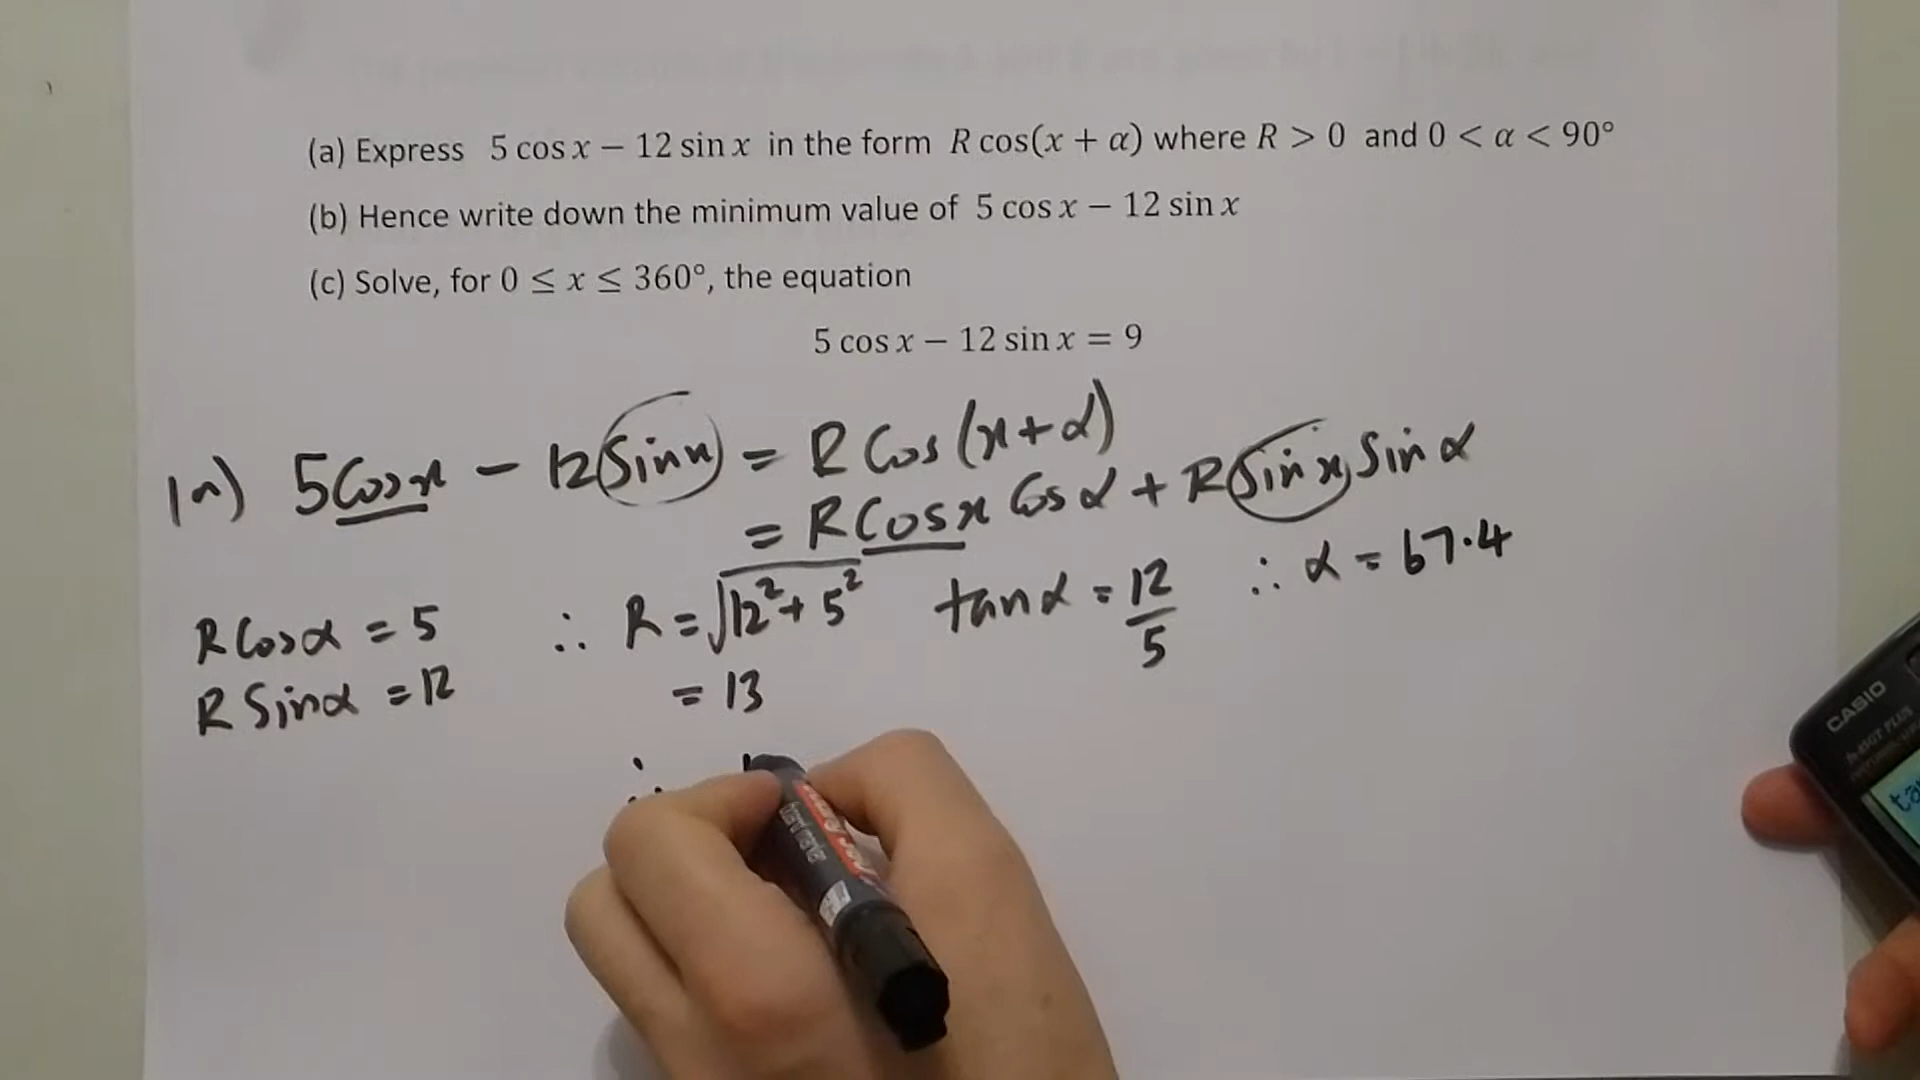 (a) Express 5 cos x − 12 sin x in the form R cos(x + α) where R > 0 and 0 < α < 90°
(b) Hence write down the minimum value of 5 cos x − 12 sin x
(c) Solve, for 0 ≤ x ≤ 360°, the equation
5 cos x − 12 sin x = 9
1a) 5Cosx − 12Sinx = RCos(x+α)
= RCosx Cosα + RSinx Sinα
RCosα = 5 ∴ R = √12² + 5² tanα = 12/5 ∴ α = 67.4
RSinα = 12 = 13
∴
CASIO